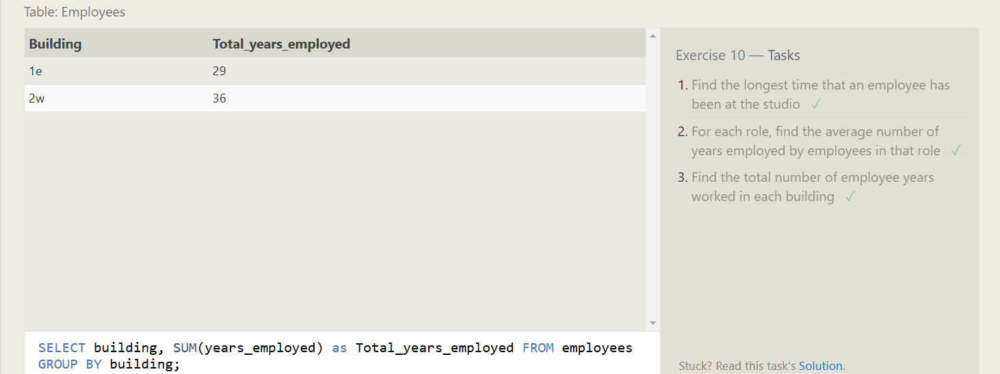 Table: Employees
Building Total_years_employed
1e 29
2w 36
SELECT building, SUM(years_employed) as Total_years_employed FROM employees
GROUP BY building;
Exercise 10 — Tasks
1. Find the longest time that an employee has
been at the studio ✓
2. For each role, find the average number of
years employed by employees in that role ✓
3. Find the total number of employee years
worked in each building ✓
Stuck? Read this task's Solution.